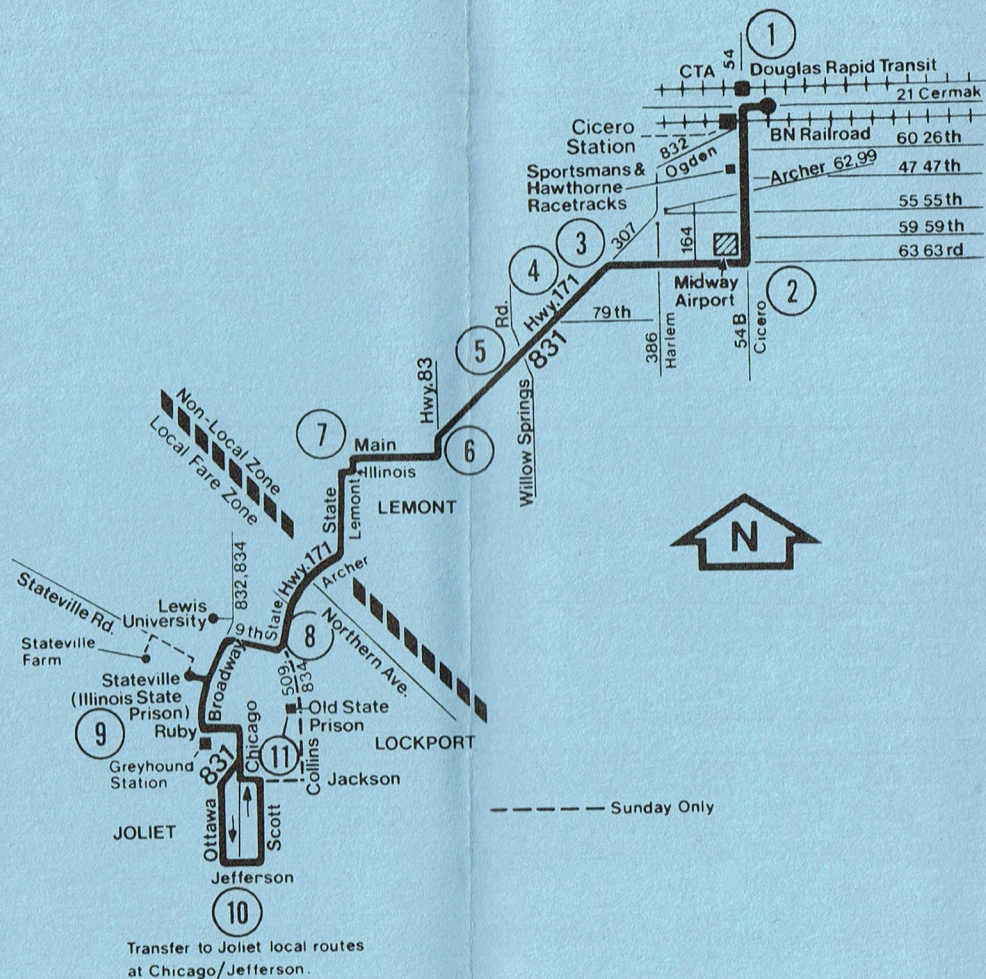 1
54
CTA
Douglas Rapid Transit
21 Cermak
BN Railroad
60 26th
Cicero
Station
832
Ogden
Archer 62,99
47 47th
Sportsmans &
Hawthorne
Racetracks
55 55th
59 59th
63 63rd
307
164
3
4
Midway
Airport
2
Hwy.171
79th
Rd.
831
386
Harlem
54B
Cicero
5
Hwy.83
Willow Springs
6
7
Main
Illinois
State
Lemont
LEMONT
Non-Local Zone
Local Fare Zone
N
Hwy.171
Archer
832,834
State/
Stateville Rd.
Lewis
University
9th
8
Northern Ave.
Stateville
Farm
Stateville
(Illinois State
Prison)
Broadway
509
834
Old State
Prison
9
Ruby
Chicago
11
LOCKPORT
Greyhound
Station
831
Collins
Jackson
Sunday Only
JOLIET
Ottawa
Scott
Jefferson
10
Transfer to Joliet local routes
at Chicago/Jefferson.